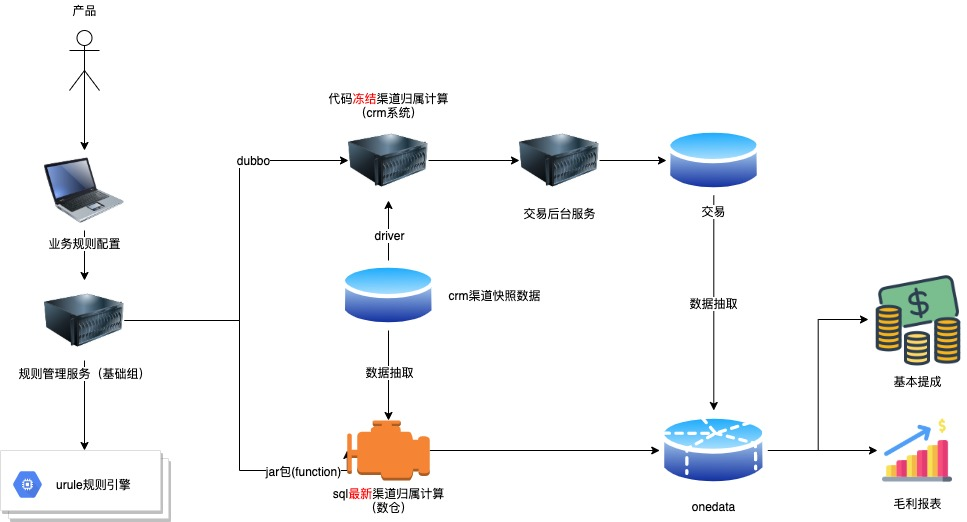 产品
代码冻结渠道归属计算
（crm系统）
dubbo
交易后台服务
交易
业务规则配置
driver
crm渠道快照数据
数据抽取
规则管理服务（基础组）
数据抽取
基本提成
jar包(function)
urule规则引擎
sql最新渠道归属计算
(数仓)
onedata
毛利报表